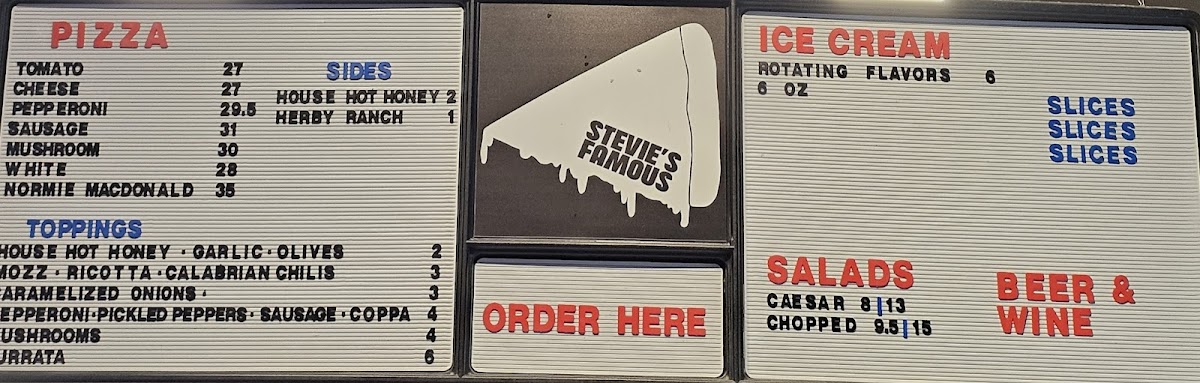 PIZZA
TOMATO 27
CHEESE 27
PEPPERONI 29.5
SAUSAGE 31
MUSHROOM 30
WHITE 28
NORMIE MACDONALD 35
SIDES
HOUSE HOT HONEY 2
HERBY RANCH 1
TOPPINGS
HOUSE HOT HONEY · GARLIC · OLIVES 2
MOZZ · RICOTTA · CALABRIAN CHILIS 3
ARAMELIZED ONIONS · 3
EPPERONI · PICKLED PEPPERS · SAUSAGE · COPPA 4
USHROOMS 4
URRATA 6
STEVIE'S
FAMOUS
ORDER HERE
ICE CREAM
ROTATING FLAVORS 6
6 OZ
SLICES
SLICES
SLICES
SALADS
CAESAR 8|13
CHOPPED 9.5|15
BEER &
WINE